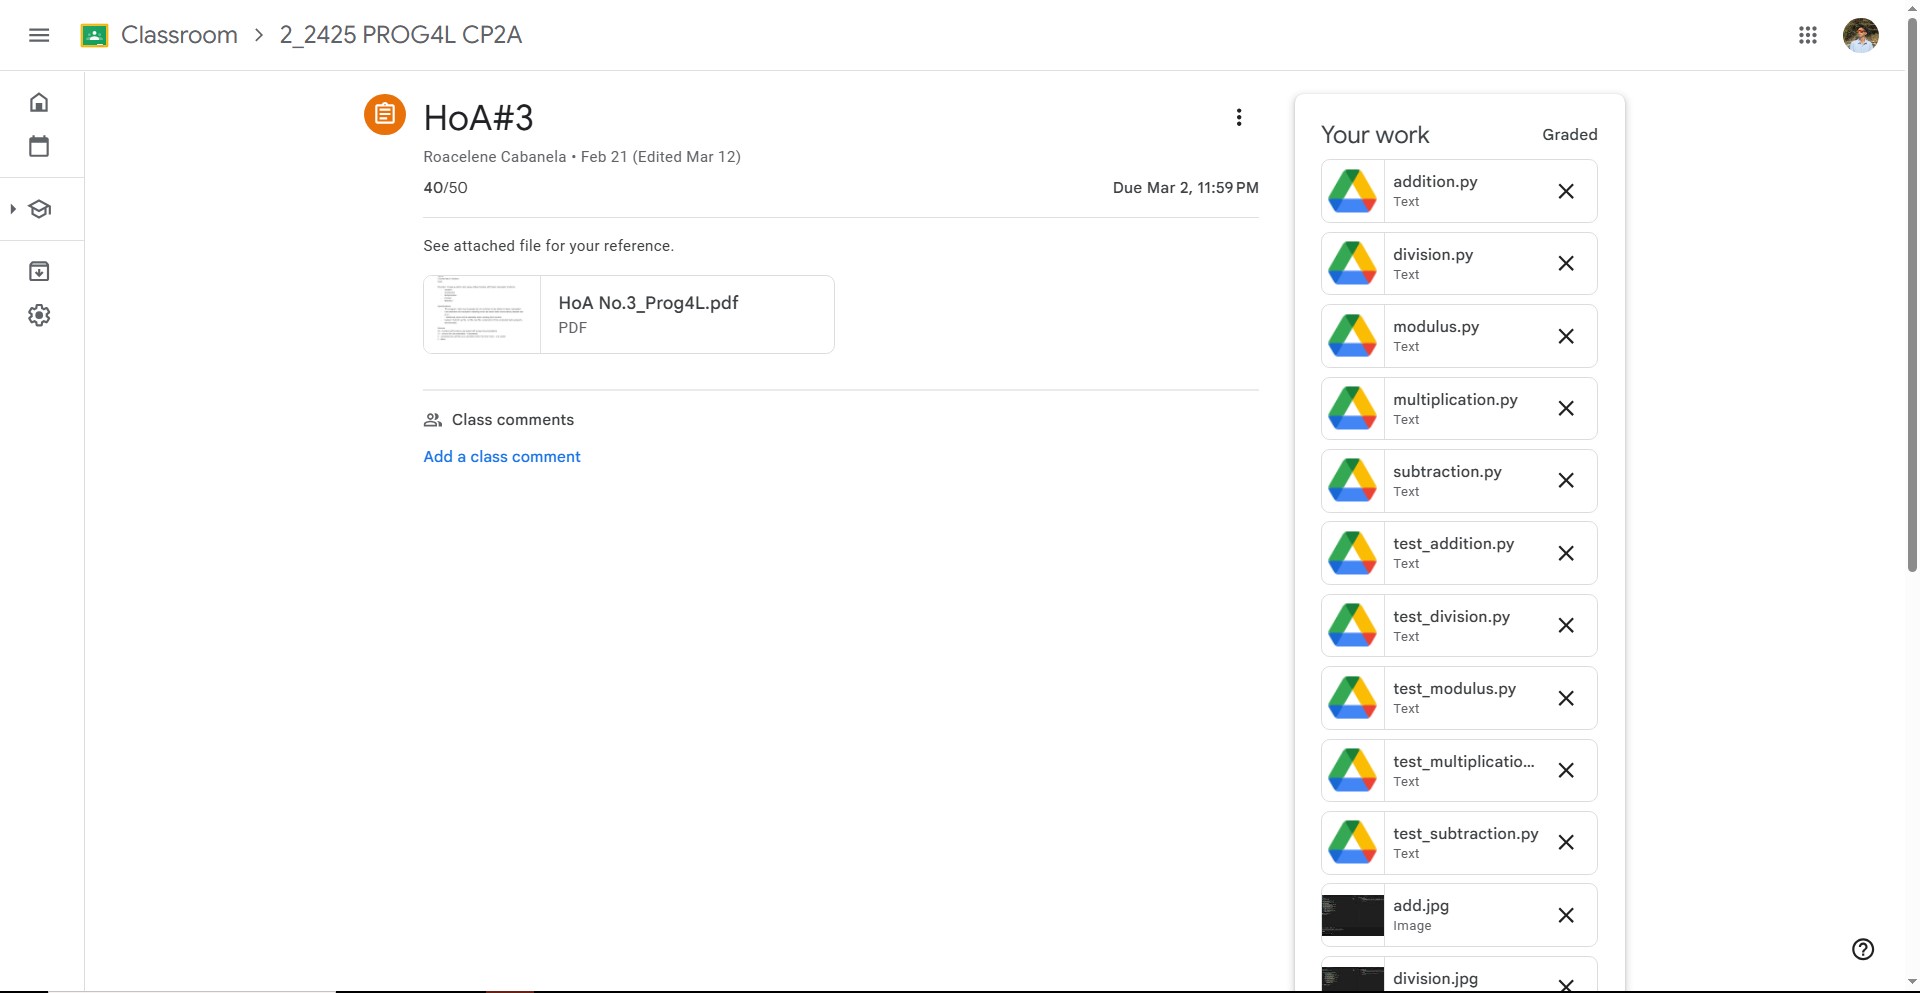 Classroom > 2_2425 PROG4L CP2A
HoA#3
Roacelene Cabanela • Feb 21 (Edited Mar 12)
40/50
Due Mar 2, 11:59 PM
See attached file for your reference.
HoA No.3_Prog4L.pdf
PDF
Class comments
Add a class comment
Your work
Graded
addition.py
Text
division.py
Text
modulus.py
Text
multiplication.py
Text
subtraction.py
Text
test_addition.py
Text
test_division.py
Text
test_modulus.py
Text
test_multiplicatio...
Text
test_subtraction.py
Text
add.jpg
Image
division.jpg